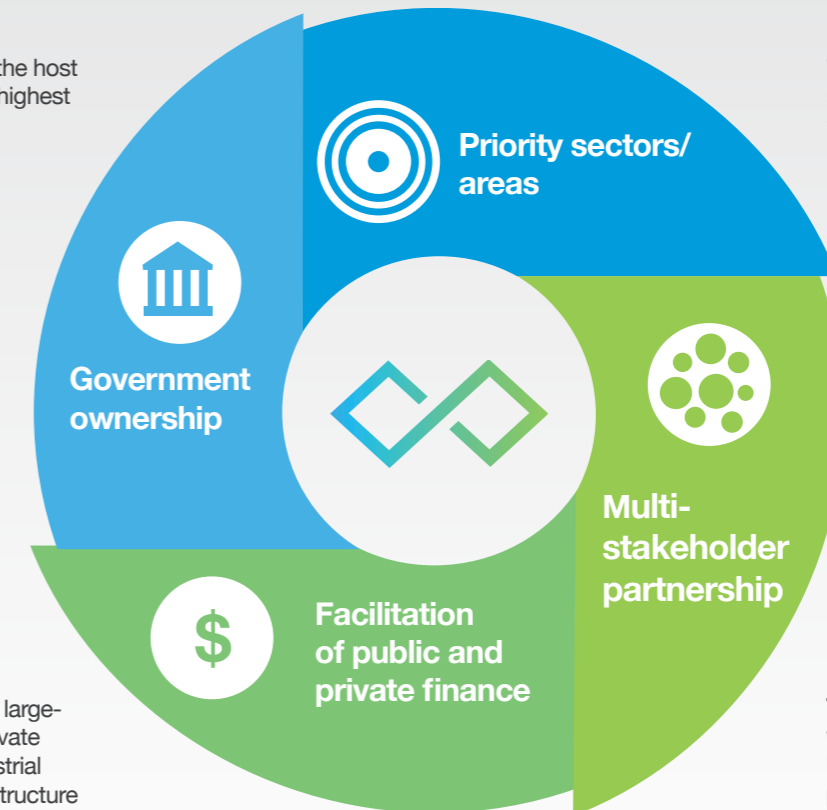 the host
highest
Priority sectors/
areas
Government
ownership
Multi-
stakeholder
partnership
$
Facilitation
of public and
private finance
large-
vate
strial
structure